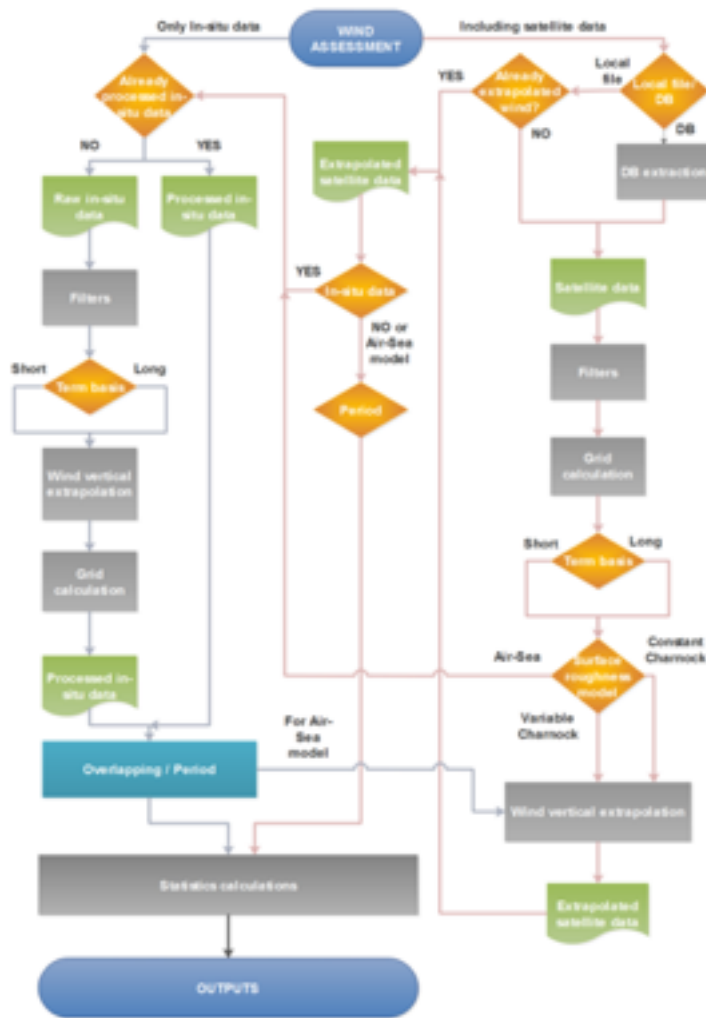 Only In-situ data
WIND
ASSESSMENT
Including satellite data
Already
processed in-
situ data
YES
Already
extrapolated
wind?
Local
file
Local file/
DB
NO
YES
NO
DB
Raw in-situ
data
Processed in-
situ data
Extrapolated
satellite data
DB extraction
Filters
YES
In-situ data
Satellite data
NO or
Air-Sea
model
Short
Long
Term basis
Period
Filters
Wind vertical
extrapolation
Grid
calculation
Grid
calculation
Short
Long
Term basis
Processed in-
situ data
Air-Sea
Surface
roughness
model
Constant
Charnock
Variable
Charnock
For Air-
Sea
model
Overlapping / Period
Wind vertical extrapolation
Statistics calculations
Extrapolated
satellite data
OUTPUTS